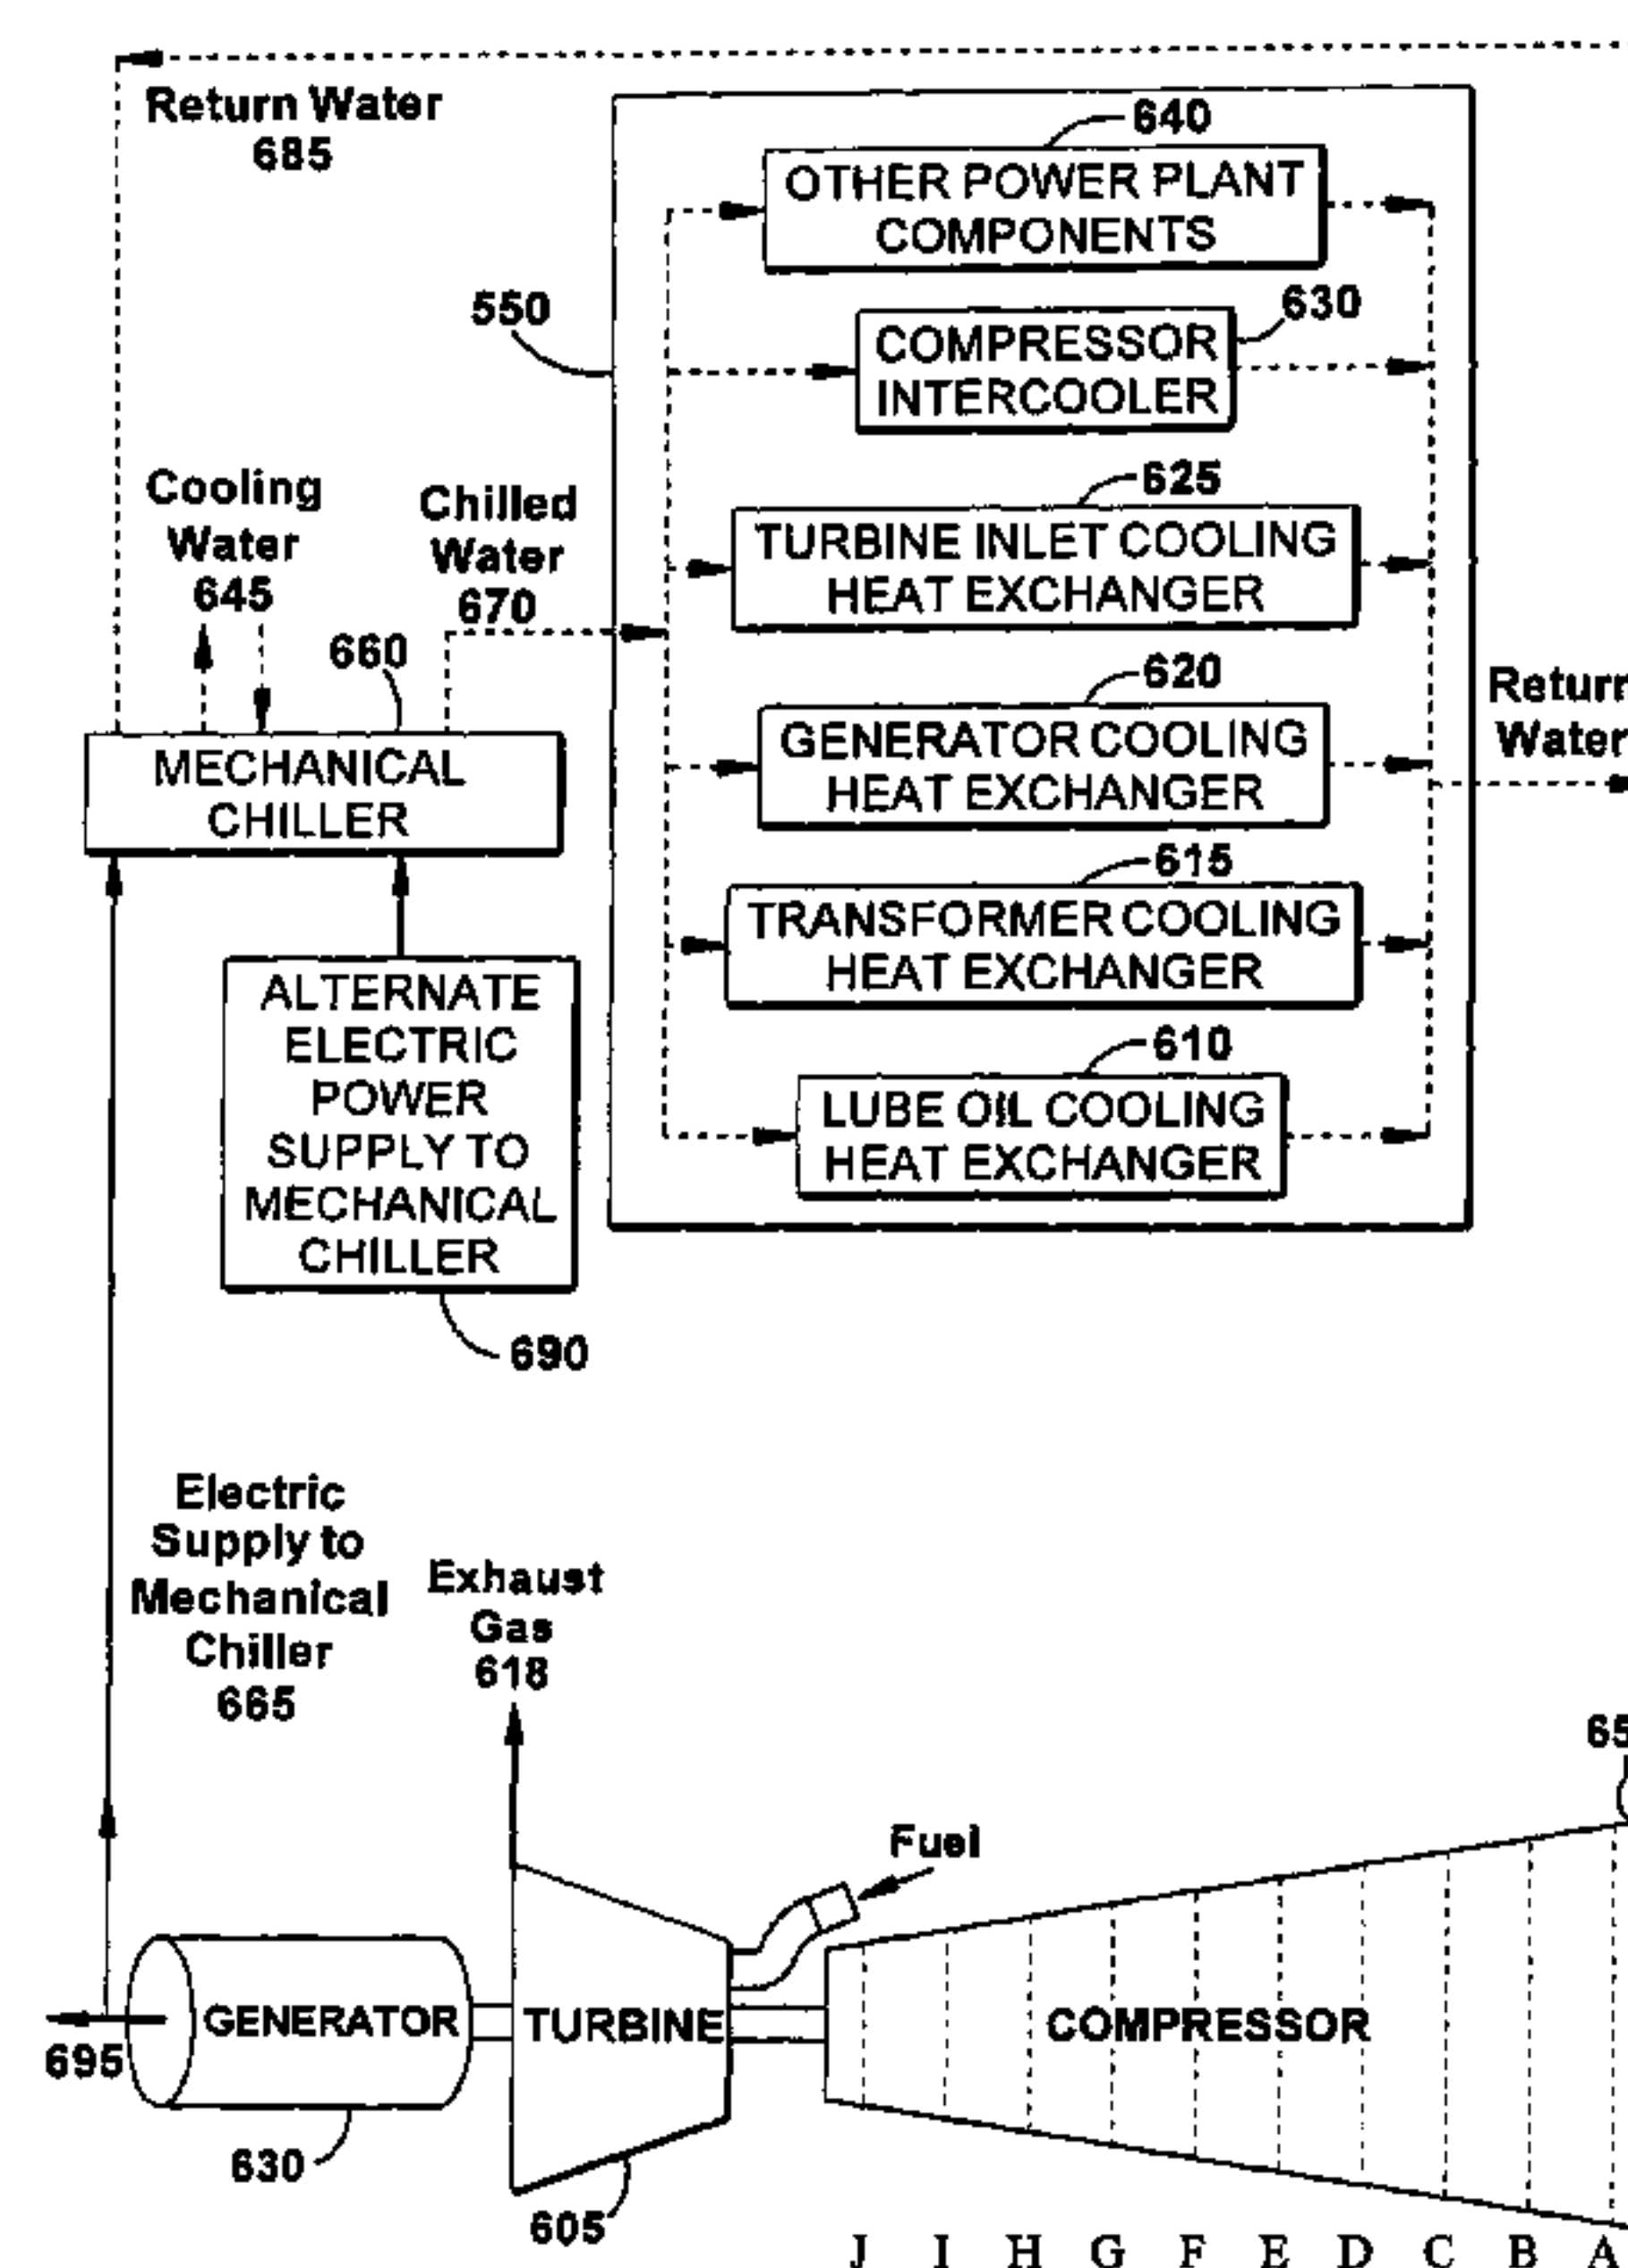 Return Water
685
640
OTHER POWER PLANT
COMPONENTS
550
630
COMPRESSOR
INTERCOOLER
Cooling
Water
645
Chilled
Water
670
625
TURBINE INLET COOLING
HEAT EXCHANGER
660
620
GENERATOR COOLING
HEAT EXCHANGER
Return
Water
MECHANICAL
CHILLER
615
TRANSFORMER COOLING
HEAT EXCHANGER
ALTERNATE
ELECTRIC
POWER
SUPPLY TO
MECHANICAL
CHILLER
690
610
LUBE OIL COOLING
HEAT EXCHANGER
Electric
Supply to
Mechanical
Chiller
665
Exhaust
Gas
618
Fuel
GENERATOR
TURBINE
COMPRESSOR
695
630
605
J I H G F E D C B A